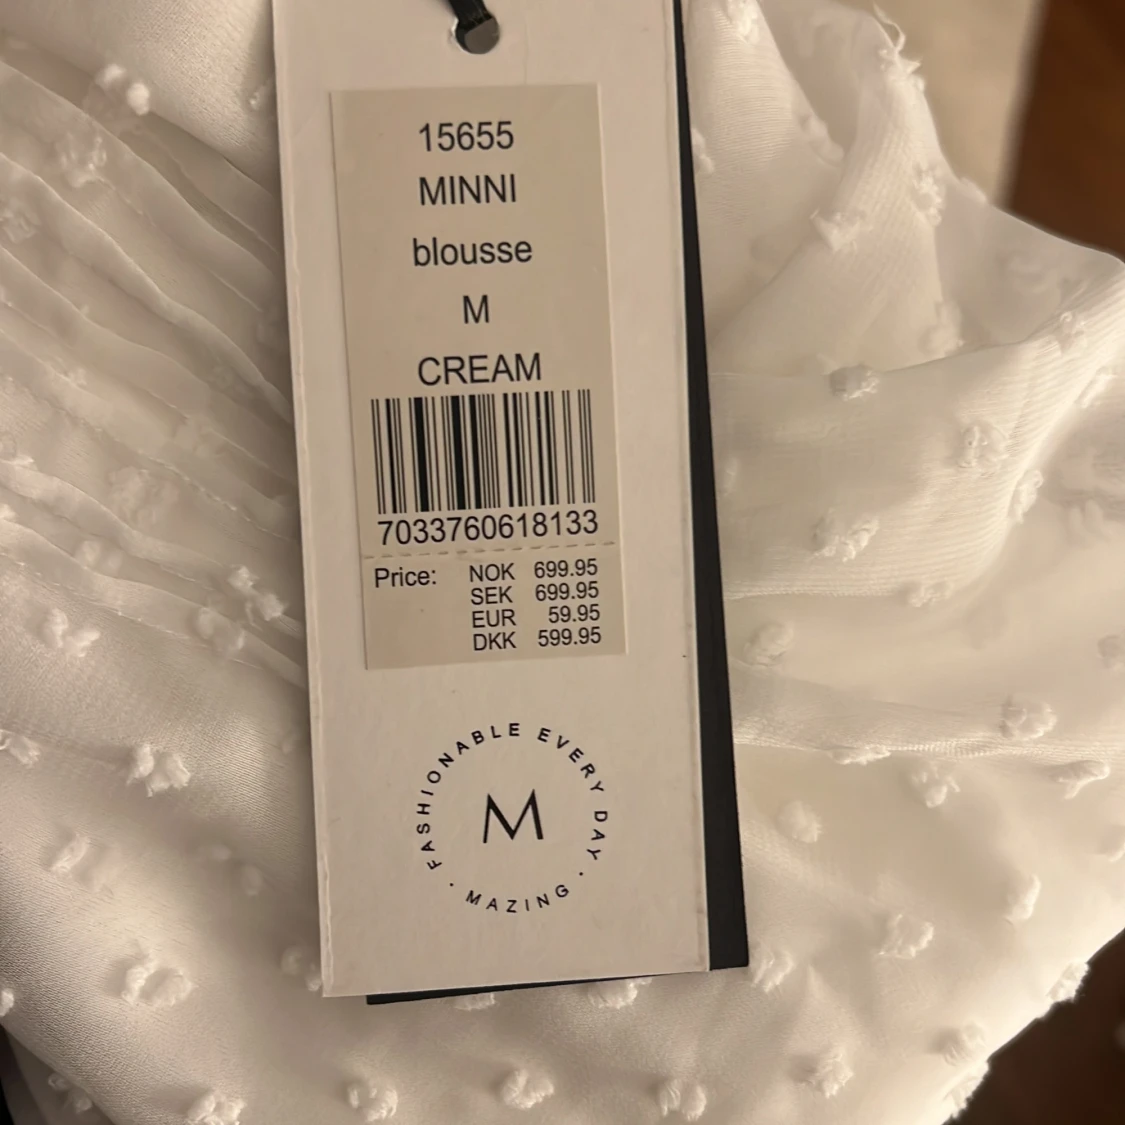 15655
MINNI
blousse
M
CREAM
7033760618133
Price: NOK 699.95
SEK 699.95
EUR 59.95
DKK 599.95
FASHIONABLE EVERY DAY
M
· MAZING ·